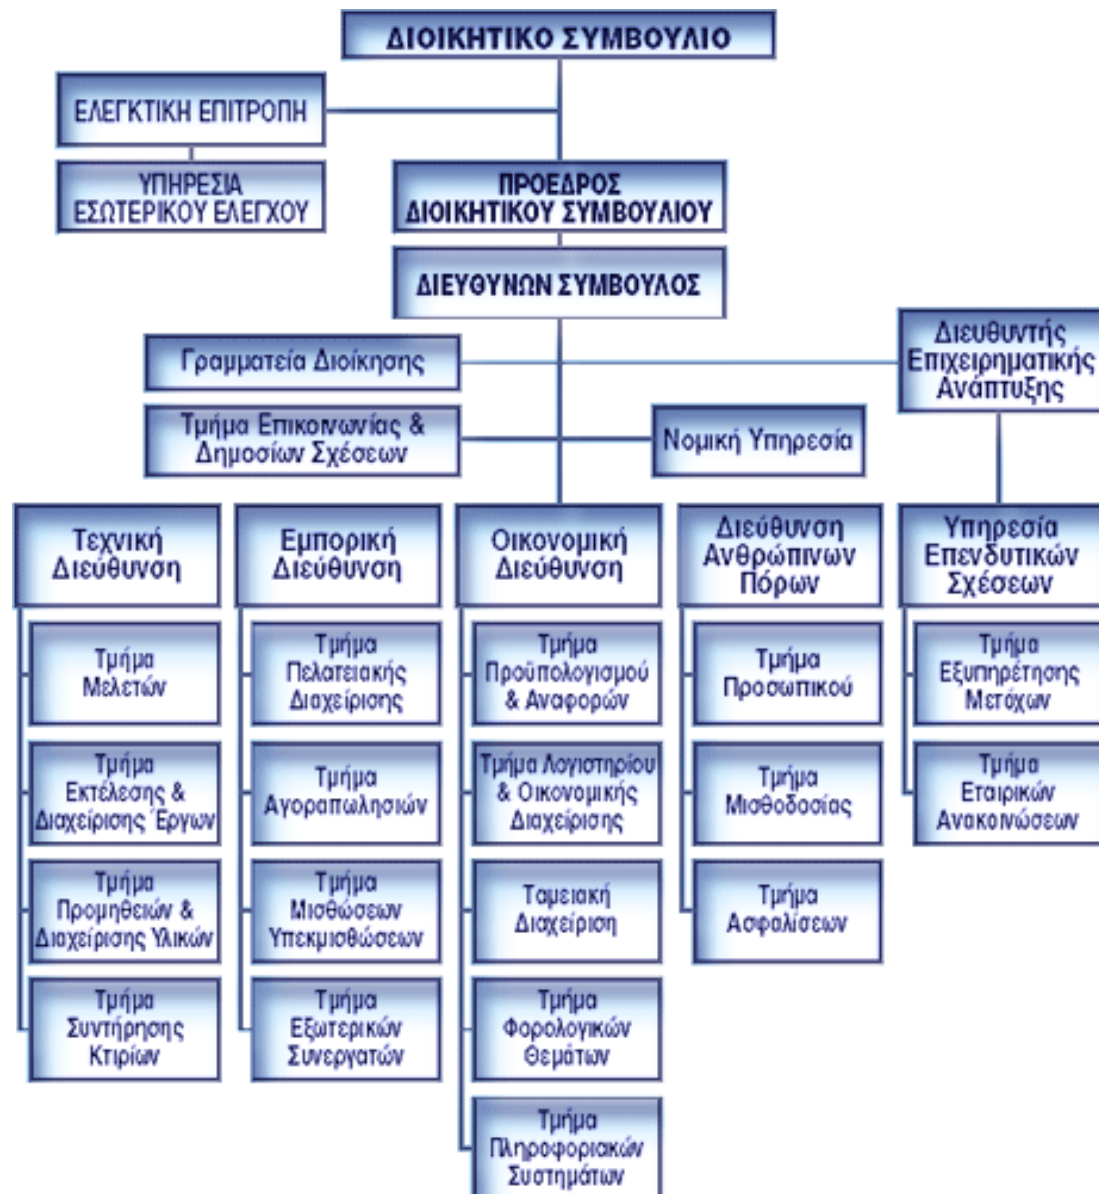 ΔΙΟΙΚΗΤΙΚΟ ΣΥΜΒΟΥΛΙΟ
ΕΛΕΓΚΤΙΚΗ ΕΠΙΤΡΟΠΗ
ΥΠΗΡΕΣΙΑ
ΕΣΩΤΕΡΙΚΟΥ ΕΛΕΓΧΟΥ
ΠΡΟΕΔΡΟΣ
ΔΙΟΙΚΗΤΙΚΟΥ ΣΥΜΒΟΥΛΙΟΥ
ΔΙΕΥΘΥΝΩΝ ΣΥΜΒΟΥΛΟΣ
Γραμματεία Διοίκησης
Διευθυντής
Επιχειρηματικής
Ανάπτυξης
Τμήμα Επικοινωνίας &
Δημοσίων Σχέσεων
Νομική Υπηρεσία
Τεχνική
Διεύθυνση
Τμήμα
Μελετών
Τμήμα
Εκτέλεσης &
Διαχείρισης Έργων
Τμήμα
Προμηθειών &
Διαχείρισης Υλικών
Τμήμα
Συντήρησης
Κτιρίων
Εμπορική
Διεύθυνση
Τμήμα
Πελατειακής
Διαχείρισης
Τμήμα
Αγοραπωλησιών
Τμήμα
Μισθώσεων
Υπεκμισθώσεων
Τμήμα
Εξωτερικών
Συνεργατών
Οικονομική
Διεύθυνση
Τμήμα
Προϋπολογισμού
& Αναφορών
Τμήμα Λογιστηρίου
& Οικονομικής
Διαχείρισης
Ταμειακή
Διαχείριση
Τμήμα
Φορολογικών
Θεμάτων
Τμήμα
Πληροφοριακών
Συστημάτων
Διεύθυνση
Ανθρώπινων
Πόρων
Τμήμα
Προσωπικού
Τμήμα
Μισθοδοσίας
Τμήμα
Ασφαλίσεων
Υπηρεσία
Επενδυτικών
Σχέσεων
Τμήμα
Εξυπηρέτησης
Μετόχων
Τμήμα
Εταιρικών
Ανακοινώσεων